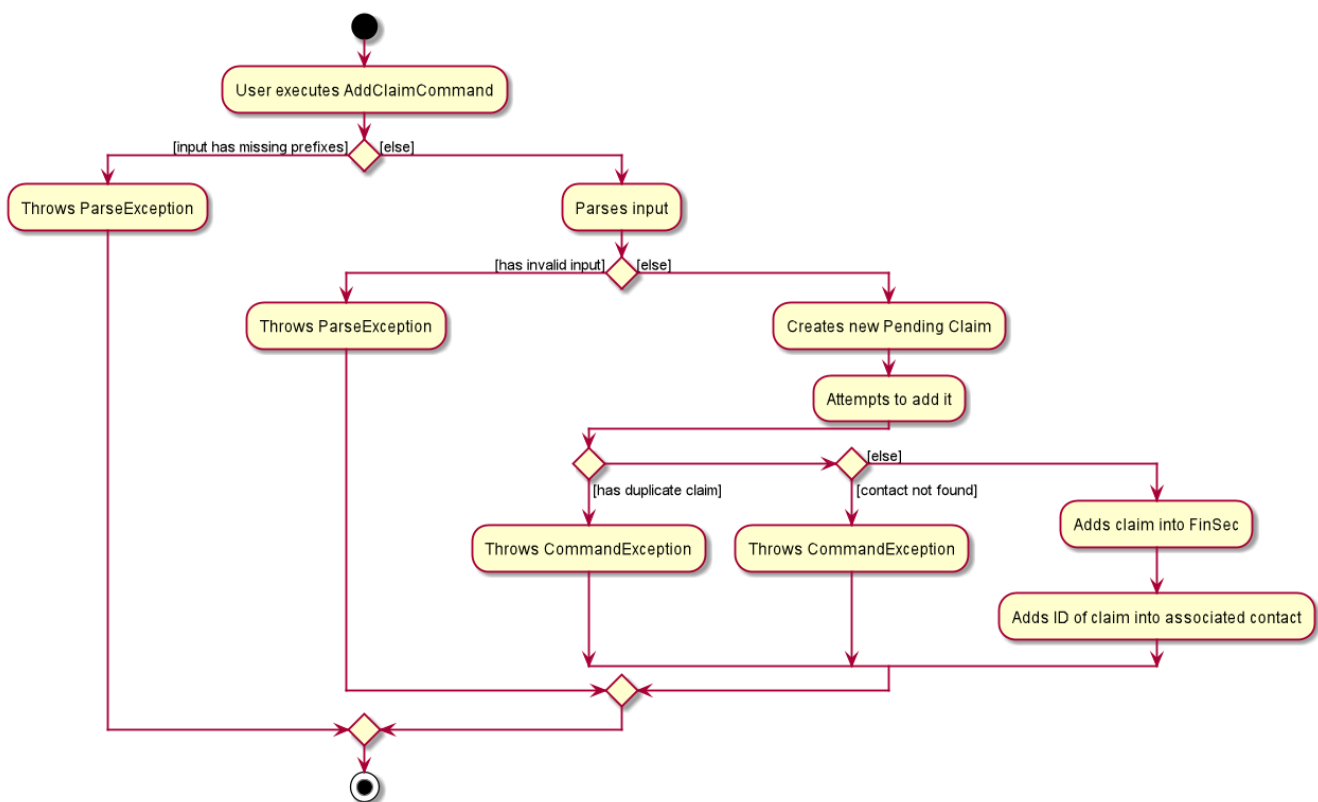 User executes AddClaimCommand
[input has missing prefixes]
[else]
Throws ParseException
Parses input
[has invalid input]
[else]
Throws ParseException
Creates new Pending Claim
Attempts to add it
[else]
[has duplicate claim]
[contact not found]
Adds claim into FinSec
Throws CommandException
Throws CommandException
Adds ID of claim into associated contact